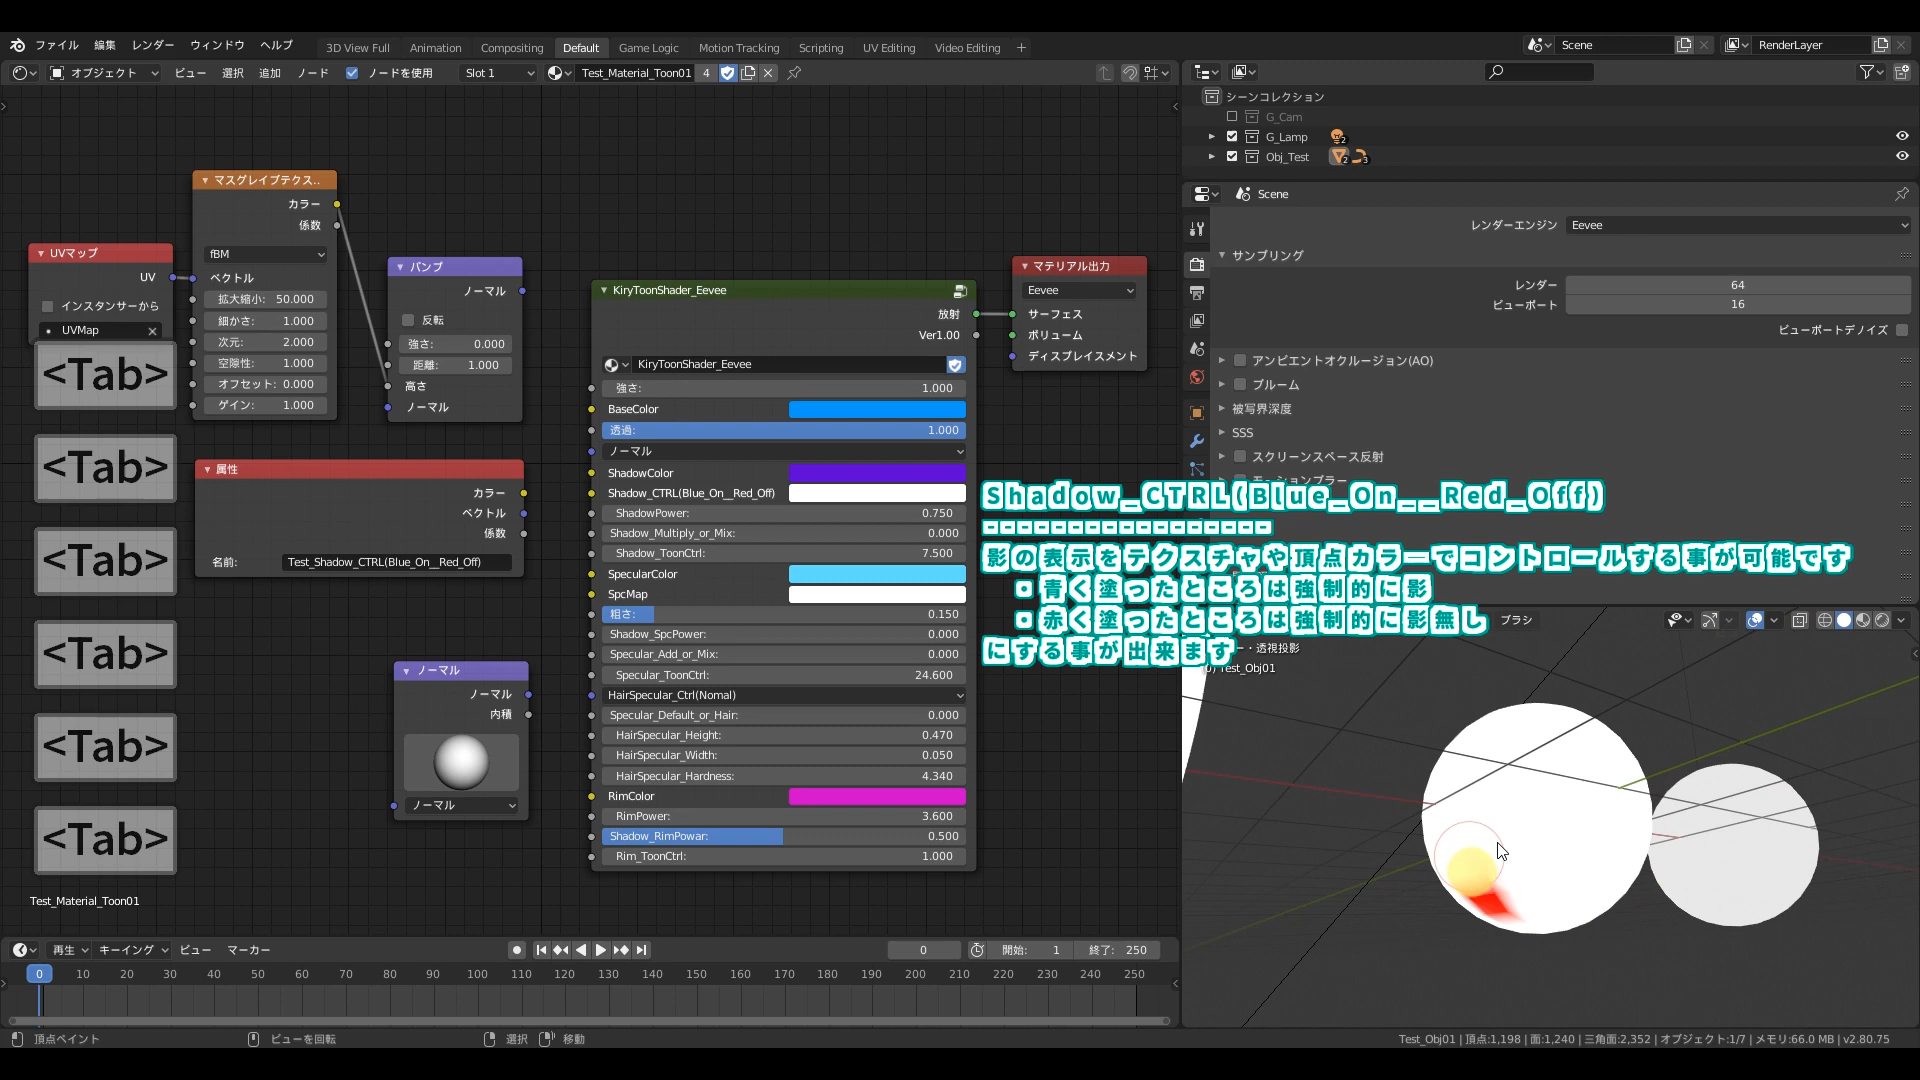 ファイル 編集 レンダー ウィンドウ ヘルプ 3D View Full Animation Compositing Default Game Logic Motion Tracking Scripting UV Editing Video Editing + Scene RenderLayer
オブジェクト ビュー 選択 追加 ノード ノードを使用 Slot 1 Test_Material_Toon01 4
シーンコレクション
G_Cam
G_Lamp 2
Obj_Test 2 3
Scene
レンダーエンジン Eevee
サンプリング
レンダー 64
ビューポート 16
ビューポートデノイズ
アンビエントオクルージョン(AO)
ブルーム
被写界深度
SSS
スクリーンスペース反射
モーションブラー
UVマップ
UV
インスタンサーから
UVMap
マスグレイブテクス..
カラー
係数
fBM
ベクトル
拡大縮小: 50.000
細かさ: 1.000
次元: 2.000
空隙性: 1.000
オフセット: 0.000
ゲイン: 1.000
バンプ
ノーマル
反転
強さ: 0.000
距離: 1.000
高さ
ノーマル
属性
カラー
ベクトル
係数
名前: Test_Shadow_CTRL(Blue_On__Red_Off)
ノーマル
ノーマル
内積
ノーマル
KiryToonShader_Eevee
放射
Ver1.00
KiryToonShader_Eevee
強さ: 1.000
BaseColor
透過: 1.000
ノーマル
ShadowColor
Shadow_CTRL(Blue_On__Red_Off)
ShadowPower: 0.750
Shadow_Multiply_or_Mix: 0.000
Shadow_ToonCtrl: 7.500
SpecularColor
SpcMap
粗さ: 0.150
Shadow_SpcPower: 0.000
Specular_Add_or_Mix: 0.000
Specular_ToonCtrl: 24.600
HairSpecular_Ctrl(Nomal)
Specular_Default_or_Hair: 0.000
HairSpecular_Height: 0.470
HairSpecular_Width: 0.050
HairSpecular_Hardness: 4.340
RimColor
RimPower: 3.600
Shadow_RimPowar: 0.500
Rim_ToonCtrl: 1.000
マテリアル出力
Eevee
サーフェス
ボリューム
ディスプレイスメント
<Tab>
<Tab>
<Tab>
<Tab>
<Tab>
<Tab>
Test_Material_Toon01
Shadow_CTRL(Blue_On__Red_Off)
----------------
影の表示をテクスチャや頂点カラーでコントロールする事が可能です
・青く塗ったところは強制的に影
・赤く塗ったところは強制的に影無し
にする事が出来ます
ブラシ
ー・透視投影
Test_Obj01
再生 キーイング ビュー マーカー 0 開始: 1 終了: 250
0 10 20 30 40 50 60 70 80 90 100 110 120 130 140 150 160 170 180 190 200 210 220 230 240 250
頂点ペイント ビューを回転 選択 移動 Test_Obj01 | 頂点:1,198 | 面:1,240 | 三角面:2,352 | オブジェクト:1/7 | メモリ:66.0 MB | v2.80.75